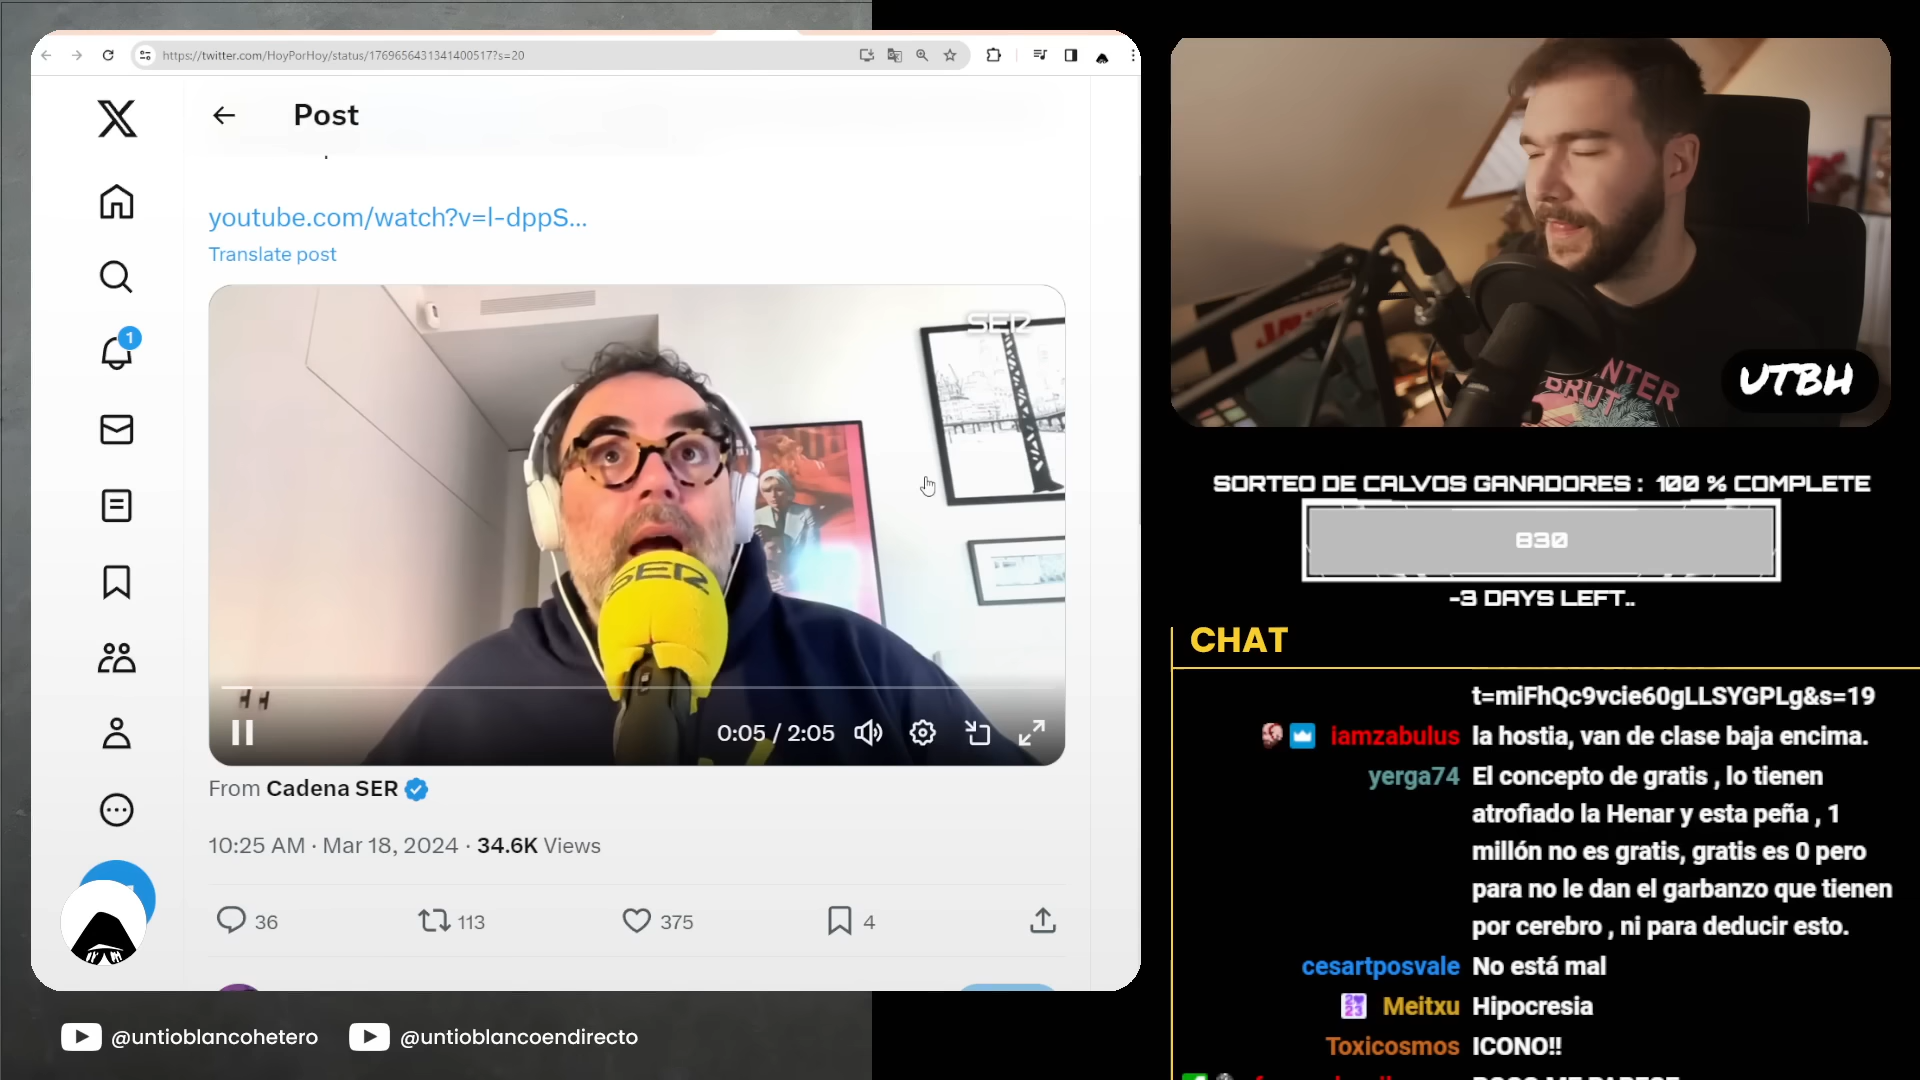 https://twitter.com/HoyPorHoy/status/1769656431341400517?s=20
Post
youtube.com/watch?v=l-dppS...
Translate post
SER
SER
0:05 / 2:05
From Cadena SER
10:25 AM · Mar 18, 2024 · 34.6K Views
36
113
375
4
1
@untioblancohetero
@untioblancoendirecto
NTER
BRUT
UTBH
SORTEO DE CALVOS GANADORES : 100 % COMPLETE
830
-3 DAYS LEFT..
CHAT
t=miFhQc9vcie60gLLSYGPLg&s=19
iamzabulus la hostia, van de clase baja encima.
yerga74 El concepto de gratis , lo tienen
atrofiado la Henar y esta peña , 1
millón no es gratis, gratis es 0 pero
para no le dan el garbanzo que tienen
por cerebro , ni para deducir esto.
cesartposvale No está mal
Meitxu Hipocresia
Toxicosmos ICONO!!